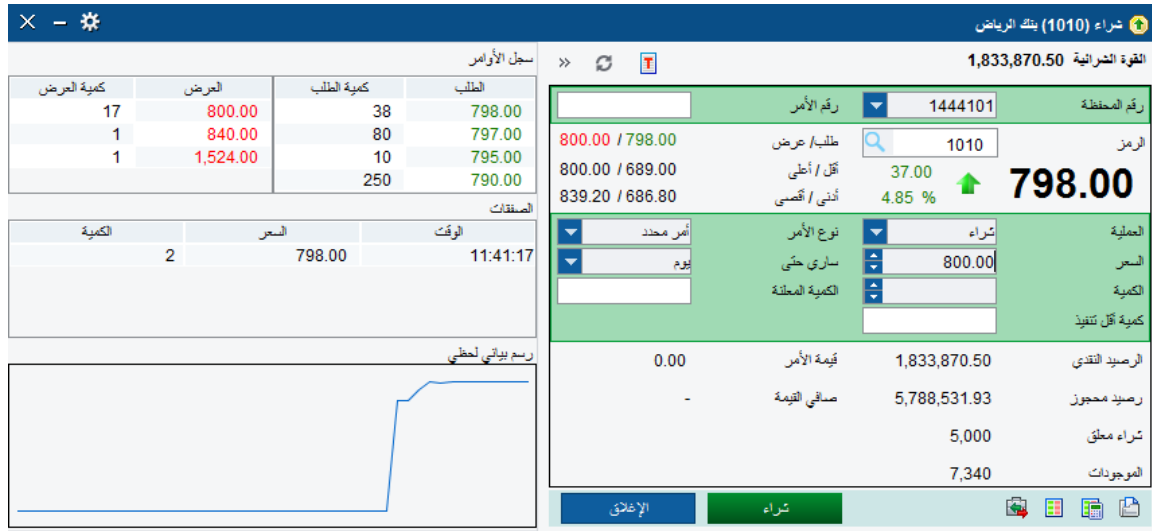 شراء (1010) بنك الرياض
القوة الشرائية 1,833,870.50
رقم المحفظة 1444101 رقم الأمر
الرمز 1010 طلب/ عرض 798.00 / 800.00
798.00 37.00 أقل / أعلى 689.00 / 800.00
4.85 % أدنى / أقصى 686.80 / 839.20
العملية شراء نوع الأمر أمر محدد
السعر 800.00 ساري حتى يوم
الكمية الكمية المعلنة
كمية أقل تنفيذ
الرصيد النقدي 1,833,870.50 قيمة الأمر 0.00
رصيد محجوز 5,788,531.93 صافي القيمة -
شراء معلق 5,000
الموجودات 7,340
شراء الإغلاق
سجل الأوامر
الطلب كمية الطلب العرض كمية العرض
798.00 38 800.00 17
797.00 80 840.00 1
795.00 10 1,524.00 1
790.00 250
الصفقات
الوقت السعر الكمية
11:41:17 798.00 2
رسم بياني لحظي